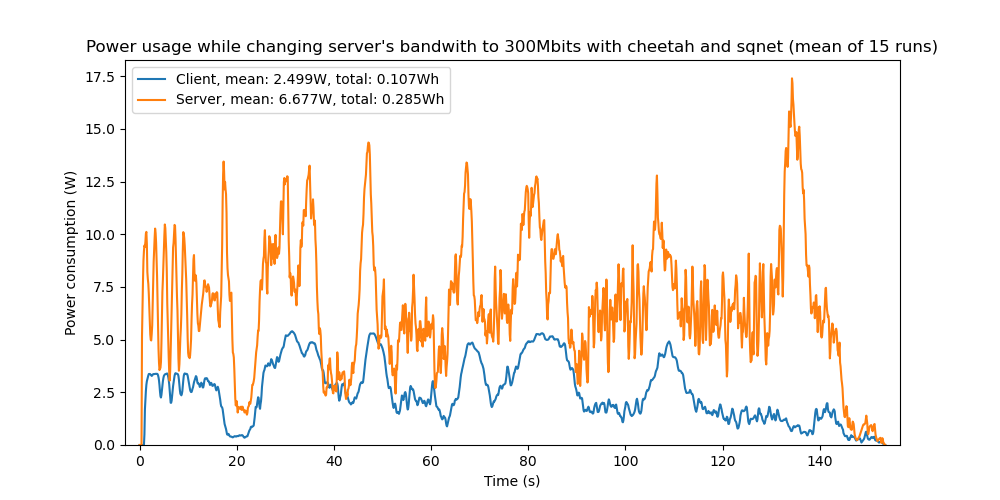 Power usage while changing server's bandwith to 300Mbits with cheetah and sqnet (mean of 15 runs)
Client, mean: 2.499W, total: 0.107Wh
Server, mean: 6.677W, total: 0.285Wh
Power consumption (W)
17.5
15.0
12.5
10.0
7.5
5.0
2.5
0.0
0 20 40 60 80 100 120 140
Time (s)